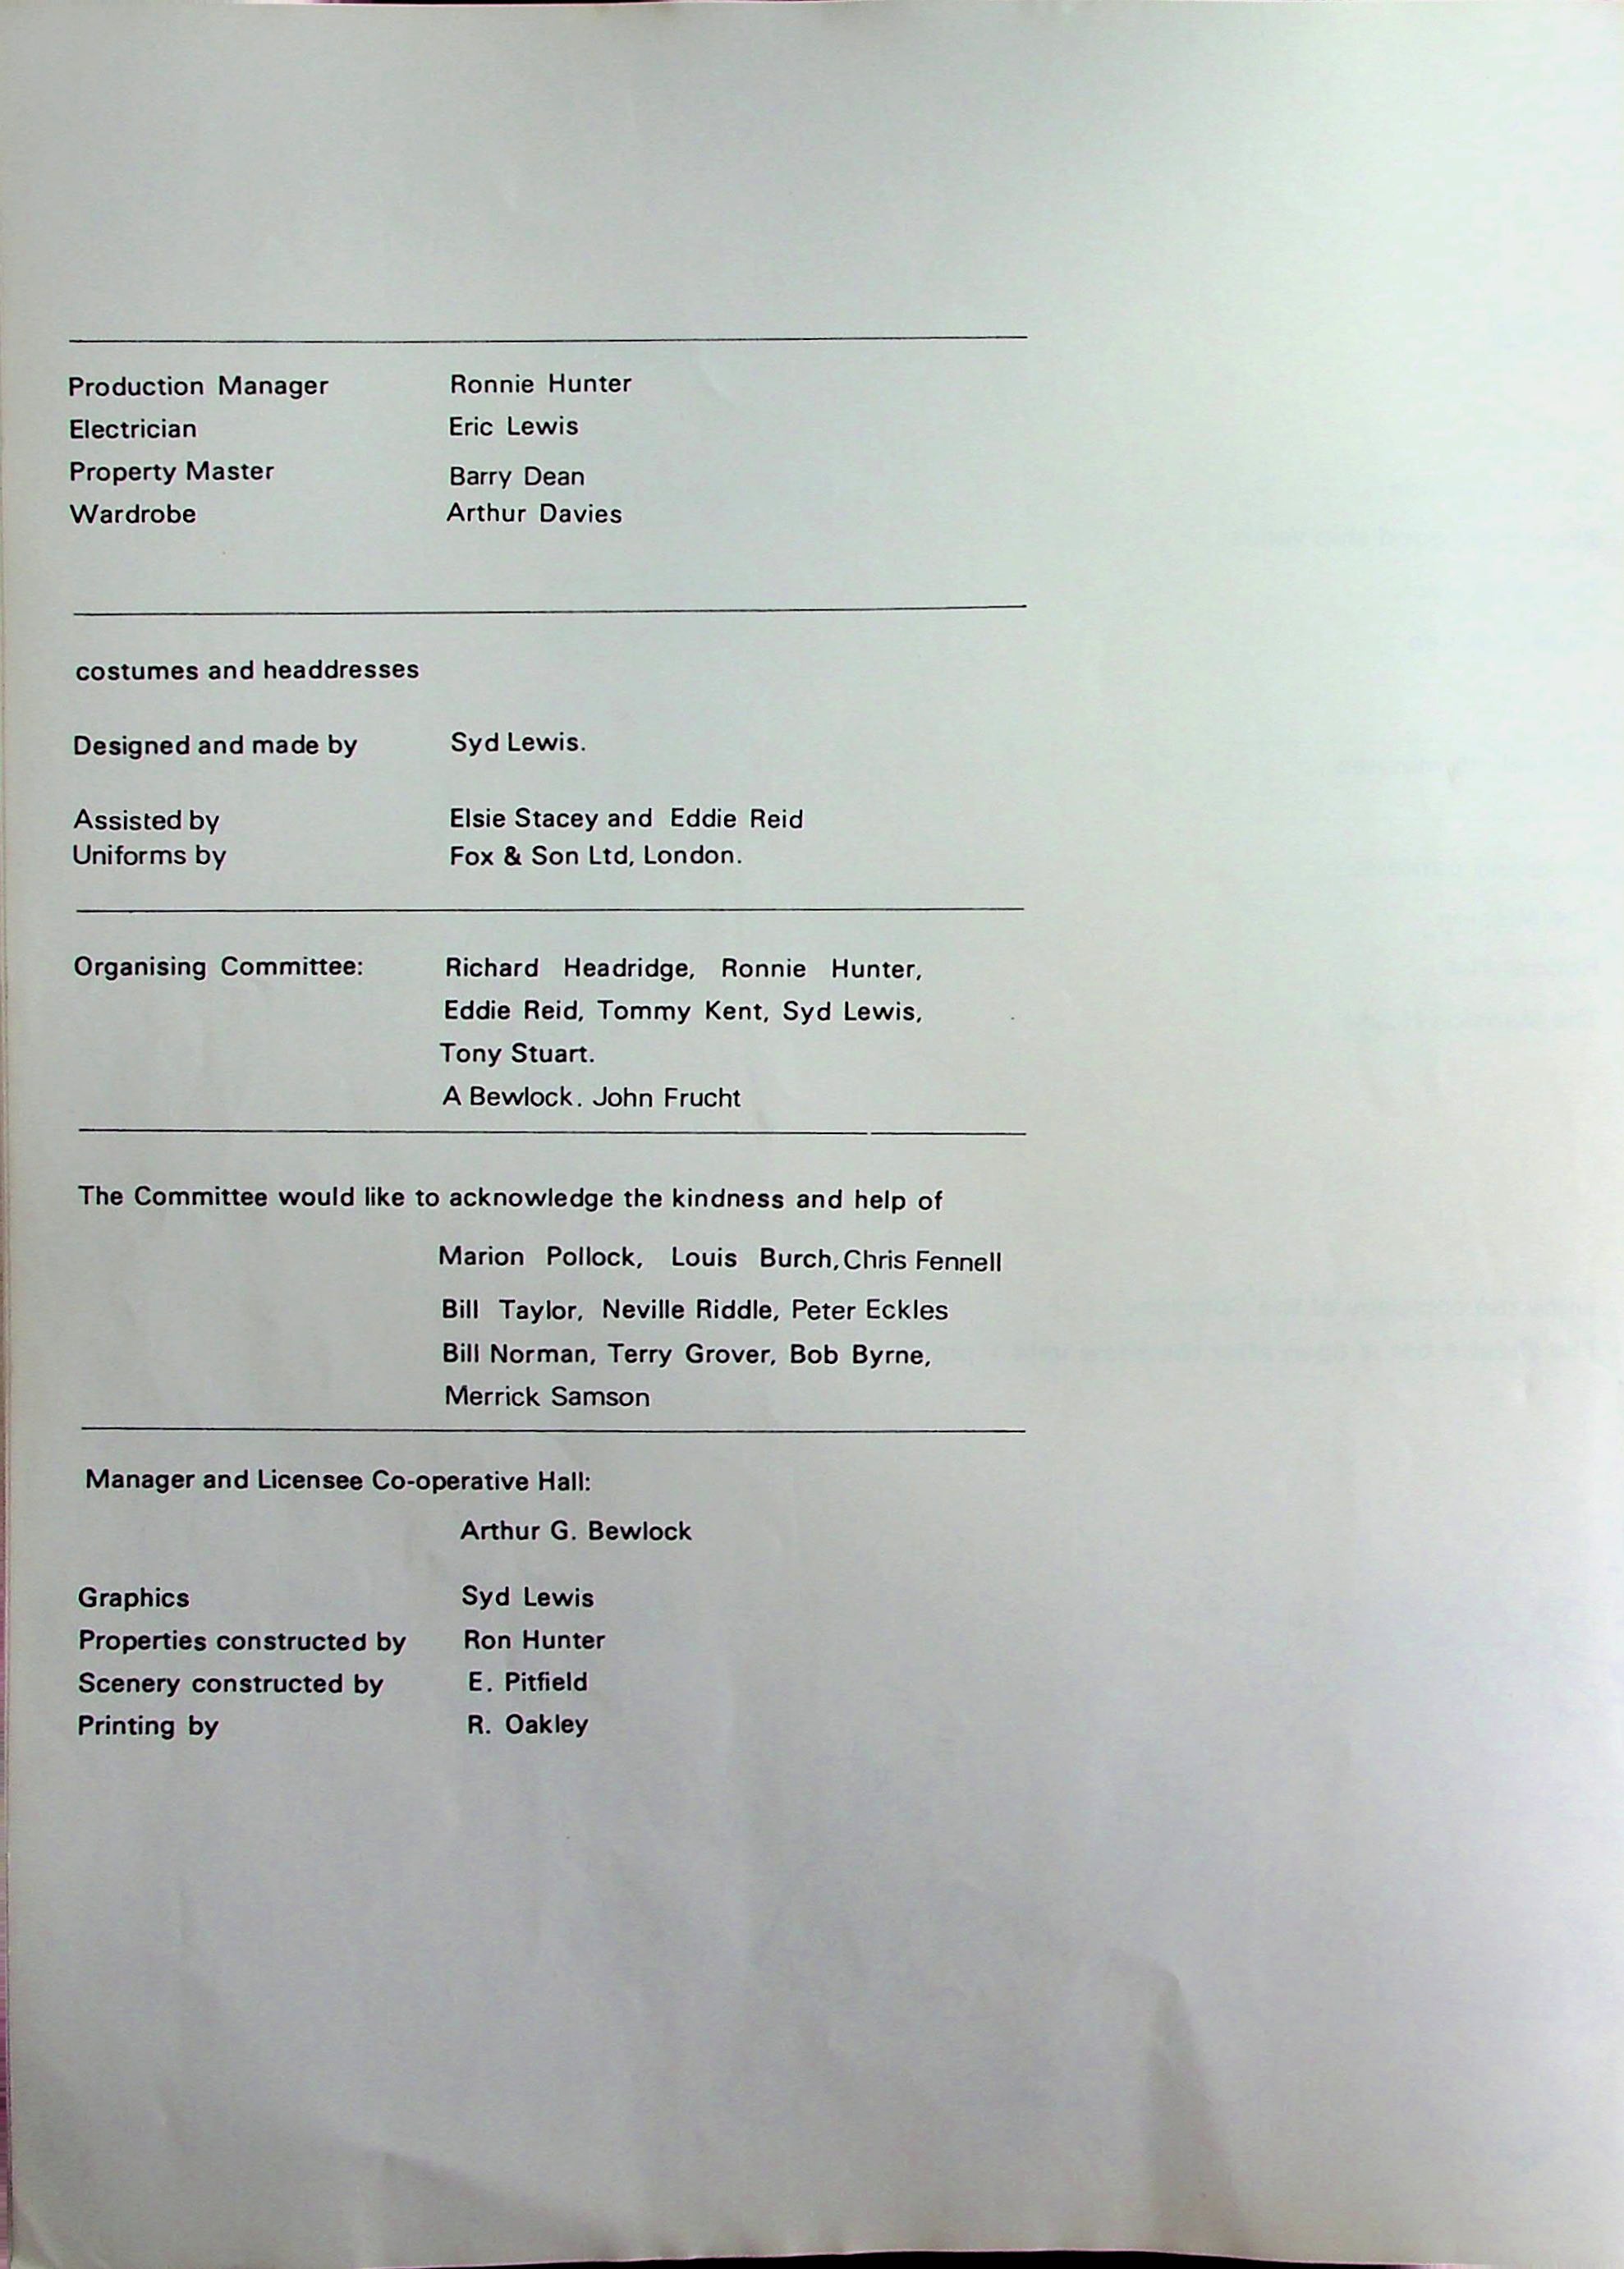 Production Manager Ronnie Hunter
Electrician Eric Lewis
Property Master Barry Dean
Wardrobe Arthur Davies
costumes and headdresses
Designed and made by Syd Lewis.
Assisted by Elsie Stacey and Eddie Reid
Uniforms by Fox & Son Ltd, London.
Organising Committee: Richard Headridge, Ronnie Hunter,
Eddie Reid, Tommy Kent, Syd Lewis,
Tony Stuart.
A Bewlock. John Frucht
The Committee would like to acknowledge the kindness and help of
Marion Pollock, Louis Burch, Chris Fennell
Bill Taylor, Neville Riddle, Peter Eckles
Bill Norman, Terry Grover, Bob Byrne,
Merrick Samson
Manager and Licensee Co-operative Hall:
Arthur G. Bewlock
Graphics Syd Lewis
Properties constructed by Ron Hunter
Scenery constructed by E. Pitfield
Printing by R. Oakley